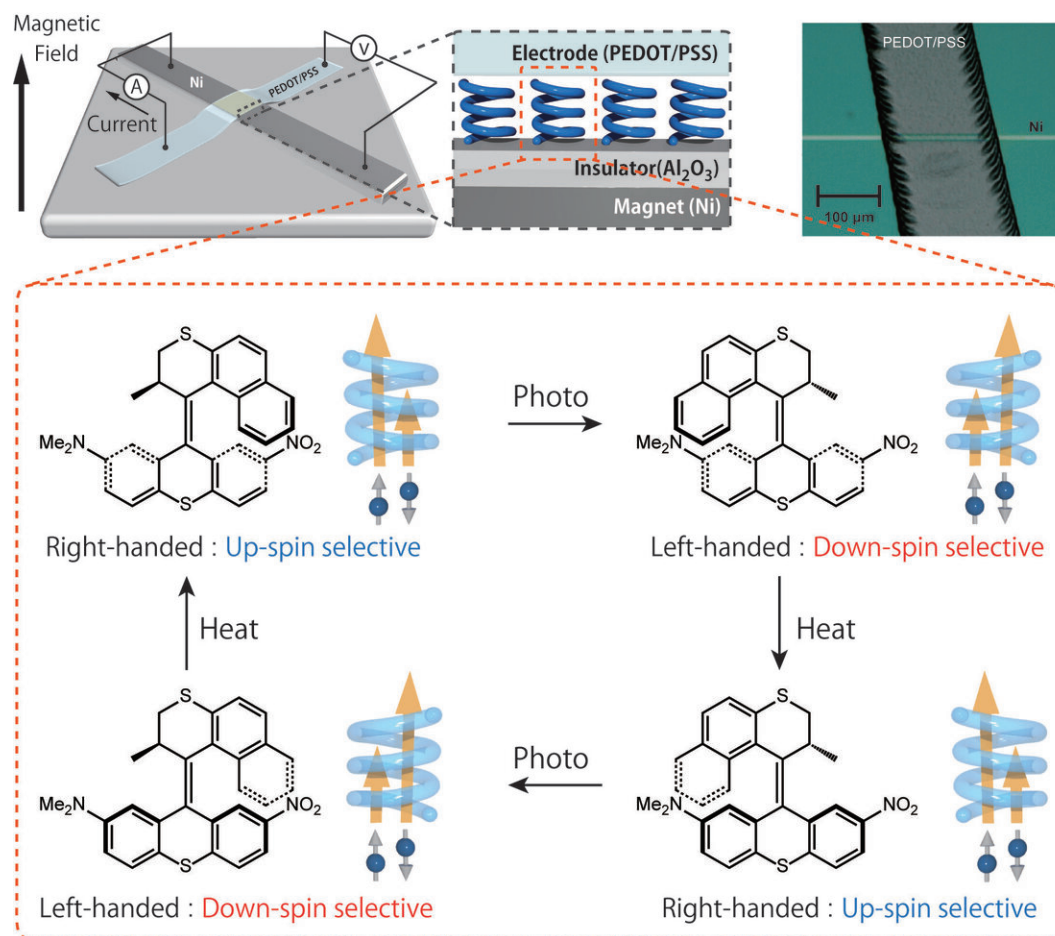 Magnetic
Field
A
Current
Ni
PEDOT/PSS
V
Electrode (PEDOT/PSS)
Insulator(Al₂O₃)
Magnet (Ni)
PEDOT/PSS
Ni
100 μm
S
Me₂N
NO₂
S
Right-handed : Up-spin selective
Photo
S
Me₂N
NO₂
S
Left-handed : Down-spin selective
Heat
Heat
S
Me₂N
NO₂
S
Left-handed : Down-spin selective
Photo
S
Me₂N
NO₂
S
Right-handed : Up-spin selective